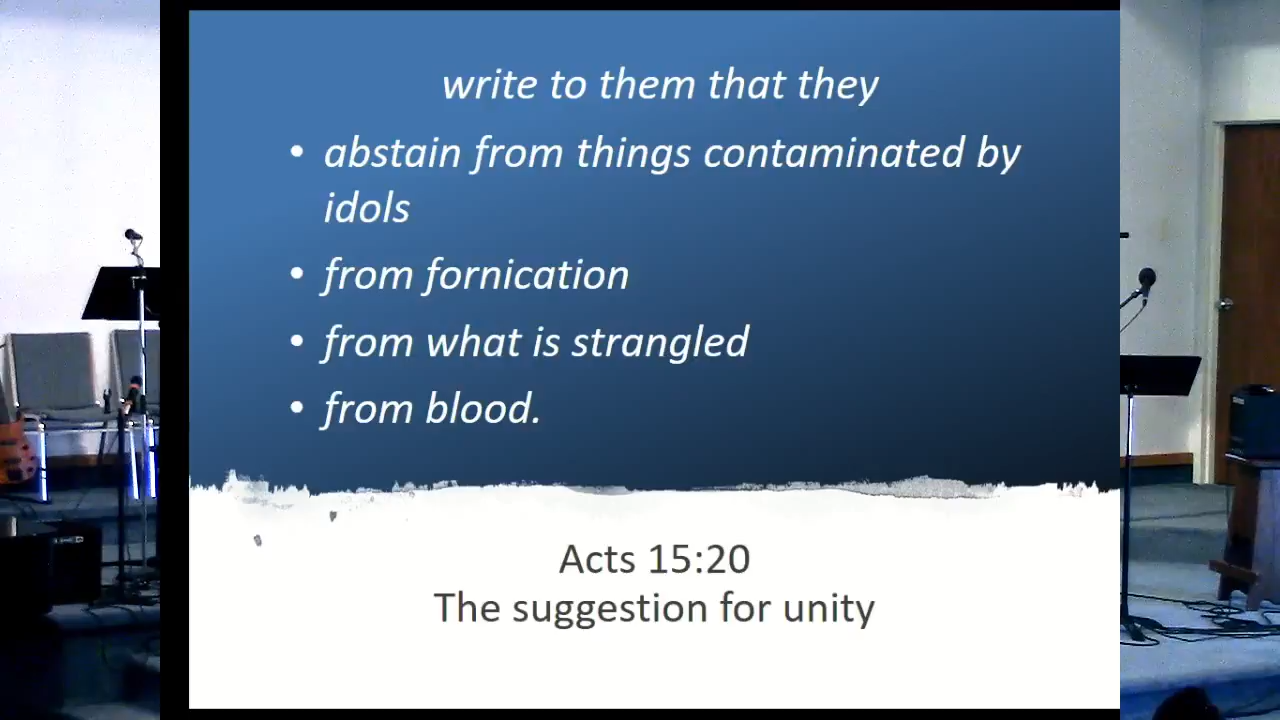 write to them that they
• abstain from things contaminated by
idols
• from fornication
• from what is strangled
• from blood.
Acts 15:20
The suggestion for unity